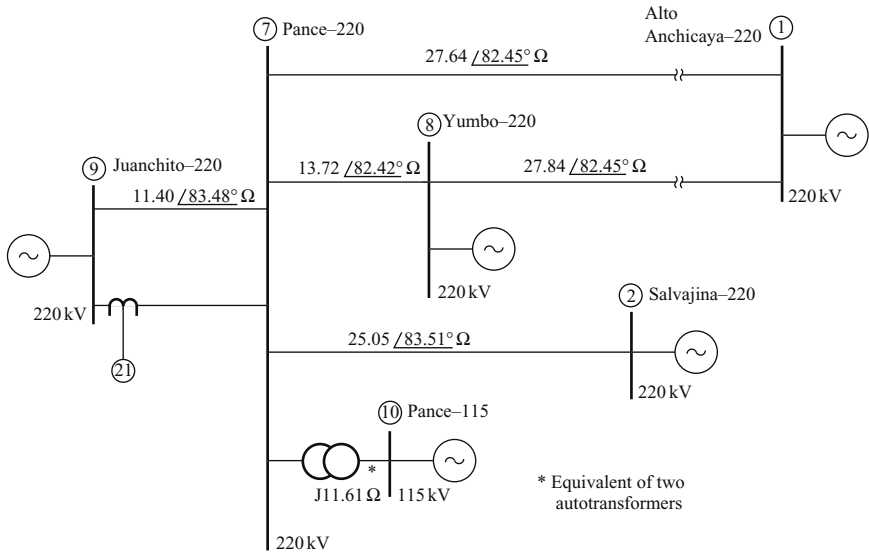 ⑦ Pance–220
Alto
Anchicaya–220 ①
27.64 /82.45° Ω
⑧ Yumbo–220
⑨ Juanchito–220
13.72 /82.42° Ω
27.84 /82.45° Ω
11.40 /83.48° Ω
220 kV
220 kV
220 kV
② Salvajina–220
25.05 /83.51° Ω
㉑
220 kV
⑩ Pance–115
*
J11.61 Ω
115 kV
* Equivalent of two
autotransformers
220 kV